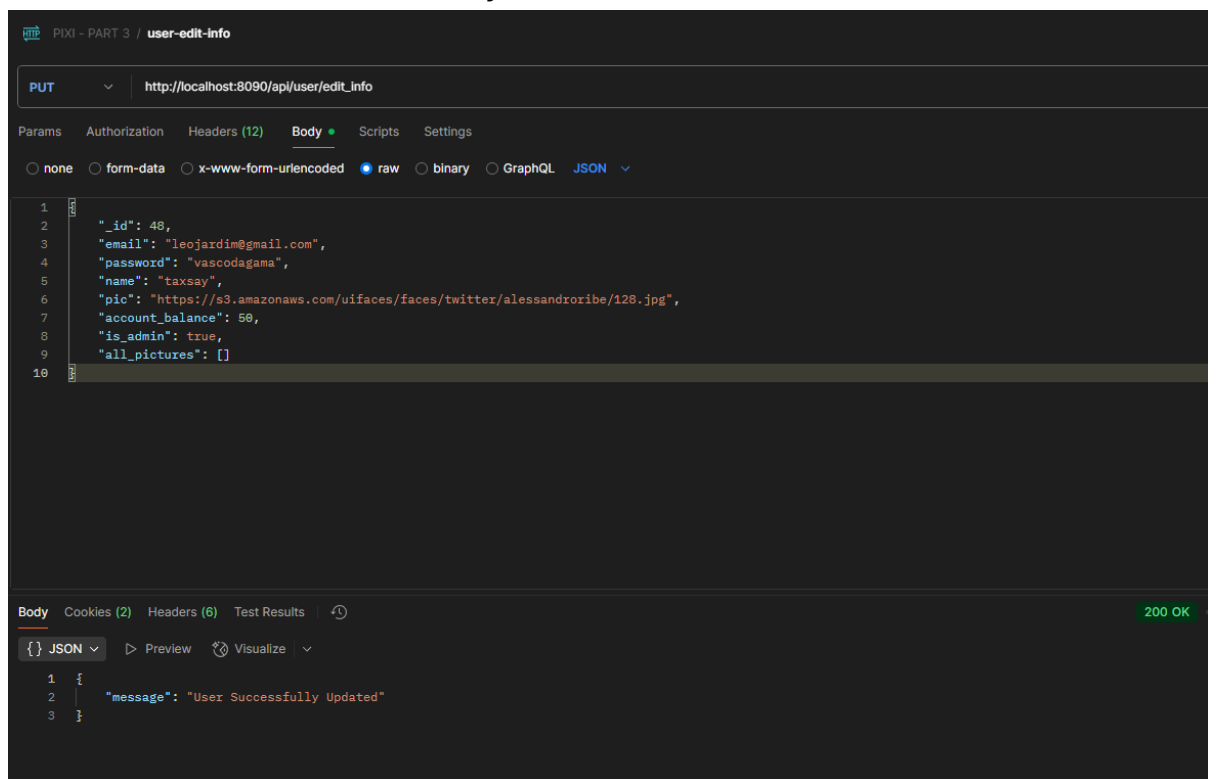 HTTP PIXI - PART 3 / user-edit-info
PUT http://localhost:8090/api/user/edit_info
Params Authorization Headers (12) Body Scripts Settings
none form-data x-www-form-urlencoded raw binary GraphQL JSON
1 {
2 "_id": 48,
3 "email": "leojardim@gmail.com",
4 "password": "vascodagama",
5 "name": "taxsay",
6 "pic": "https://s3.amazonaws.com/uifaces/faces/twitter/alessandroribe/128.jpg",
7 "account_balance": 50,
8 "is_admin": true,
9 "all_pictures": []
10 }
Body Cookies (2) Headers (6) Test Results 200 OK
{} JSON Preview Visualize
1 {
2 "message": "User Successfully Updated"
3 }